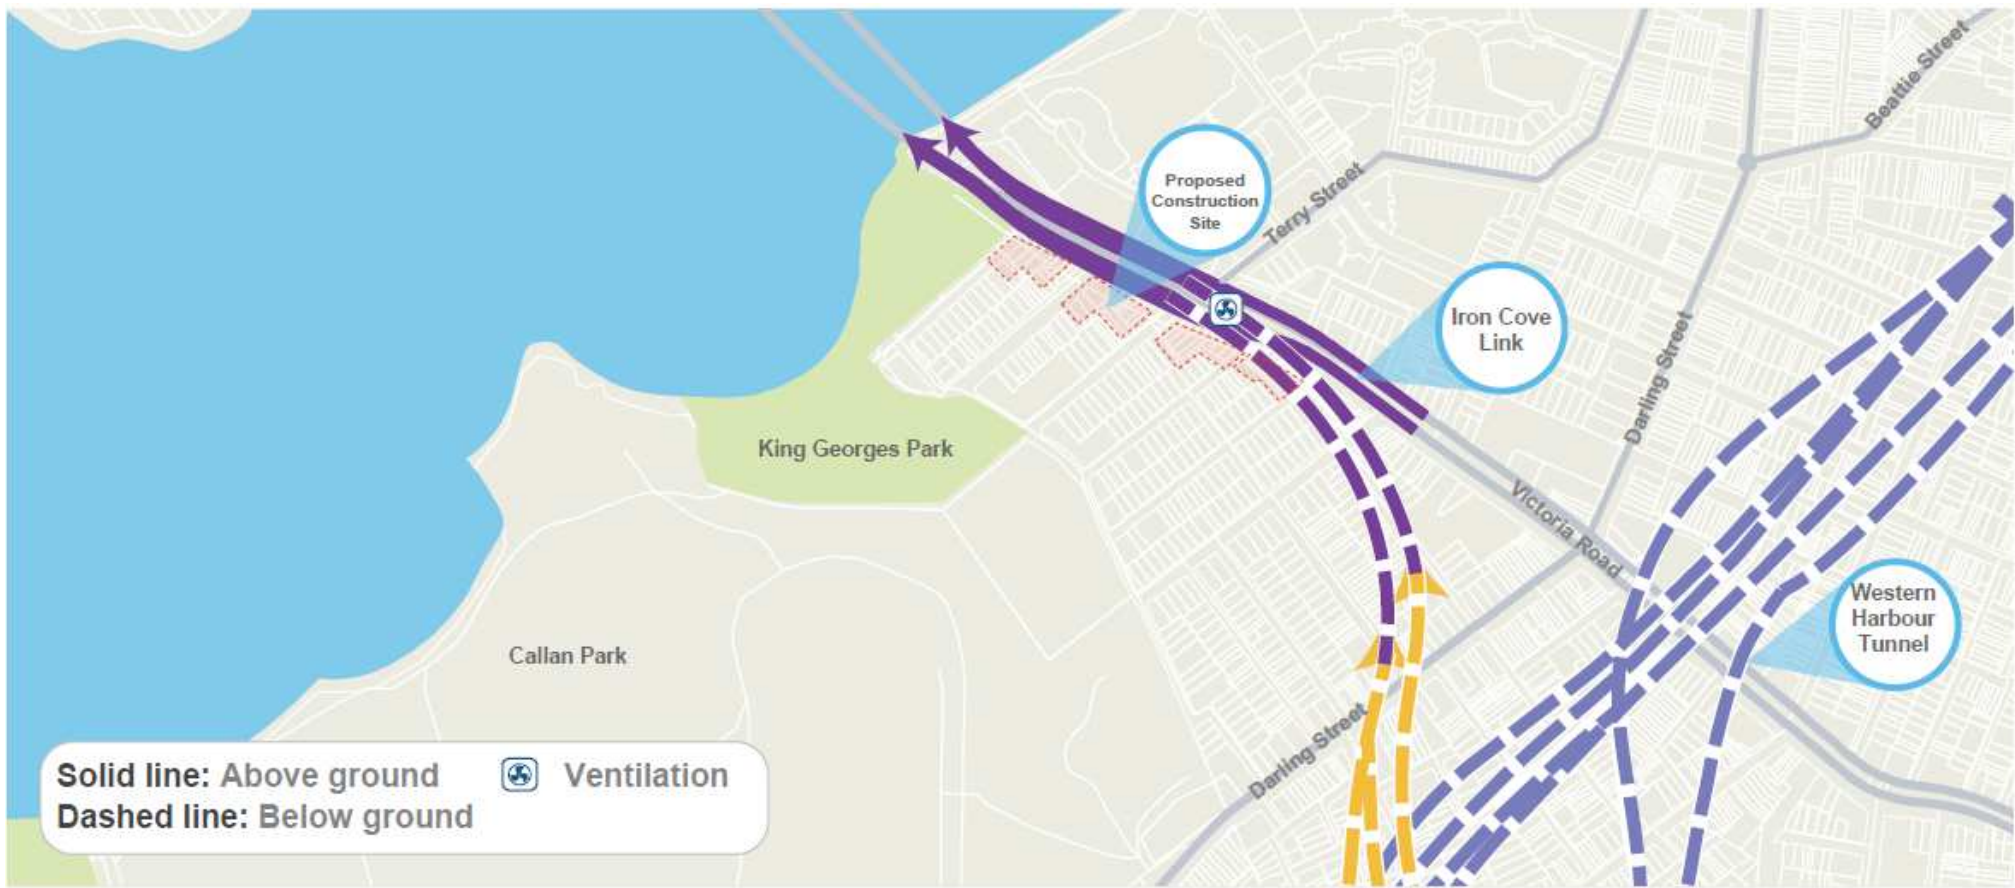 Beattie Street
Proposed
Construction
Site
Terry Street
Iron Cove
Link
Darling Street
King Georges Park
Victoria Road
Western
Harbour
Tunnel
Callan Park
Darling Street
Solid line: Above ground
Ventilation
Dashed line: Below ground